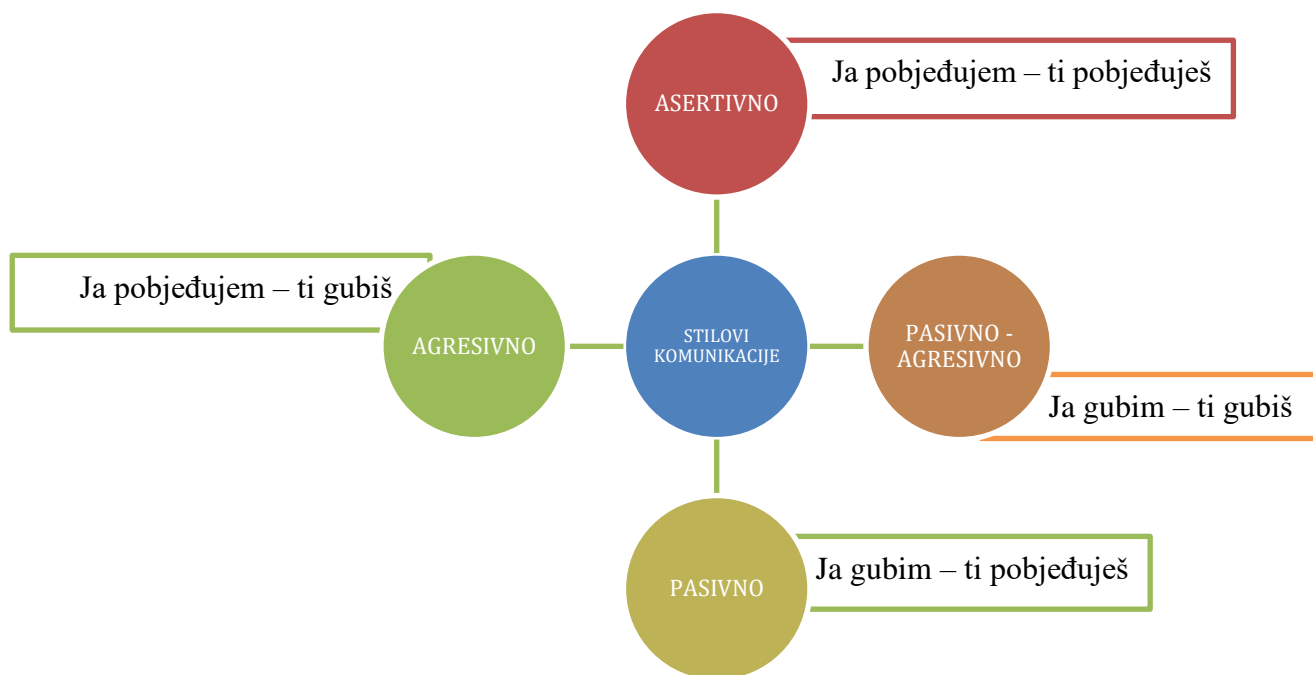 ASERTIVNO
Ja pobjeđujem – ti pobjeđuješ
Ja pobjeđujem – ti gubiš
AGRESIVNO
STILOVI
KOMUNIKACIJE
PASIVNO -
AGRESIVNO
Ja gubim – ti gubiš
PASIVNO
Ja gubim – ti pobjeđuješ